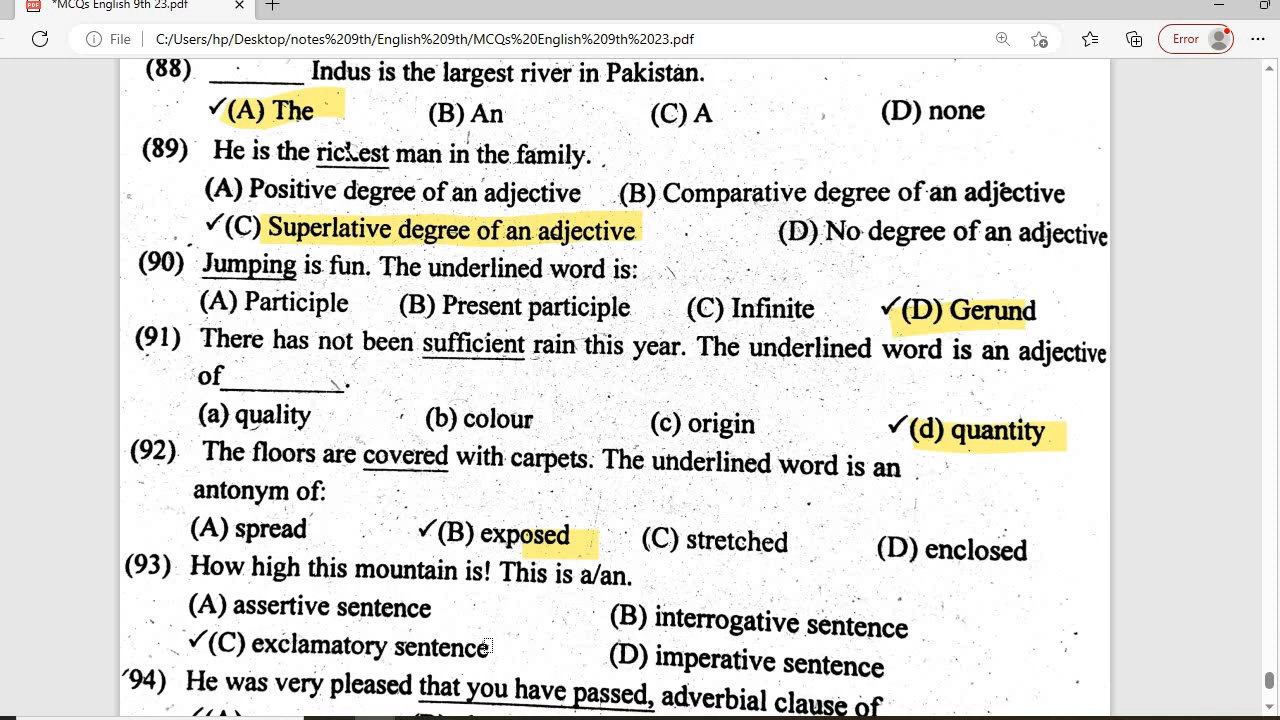 *MCQs English 9th 23.pdf
File C:/Users/hp/Desktop/notes%209th/English%209th/MCQs%20English%209th%2023.pdf Error
(88) ________ Indus is the largest river in Pakistan.
✓(A) The (B) An (C) A (D) none
(89) He is the richest man in the family.
(A) Positive degree of an adjective (B) Comparative degree of an adjective
✓(C) Superlative degree of an adjective (D) No degree of an adjective
(90) Jumping is fun. The underlined word is:
(A) Participle (B) Present participle (C) Infinite ✓(D) Gerund
(91) There has not been sufficient rain this year. The underlined word is an adjective
of__________.
(a) quality (b) colour (c) origin ✓(d) quantity
(92) The floors are covered with carpets. The underlined word is an
antonym of:
(A) spread ✓(B) exposed (C) stretched (D) enclosed
(93) How high this mountain is! This is a/an.
(A) assertive sentence (B) interrogative sentence
✓(C) exclamatory sentence (D) imperative sentence
94) He was very pleased that you have passed, adverbial clause of